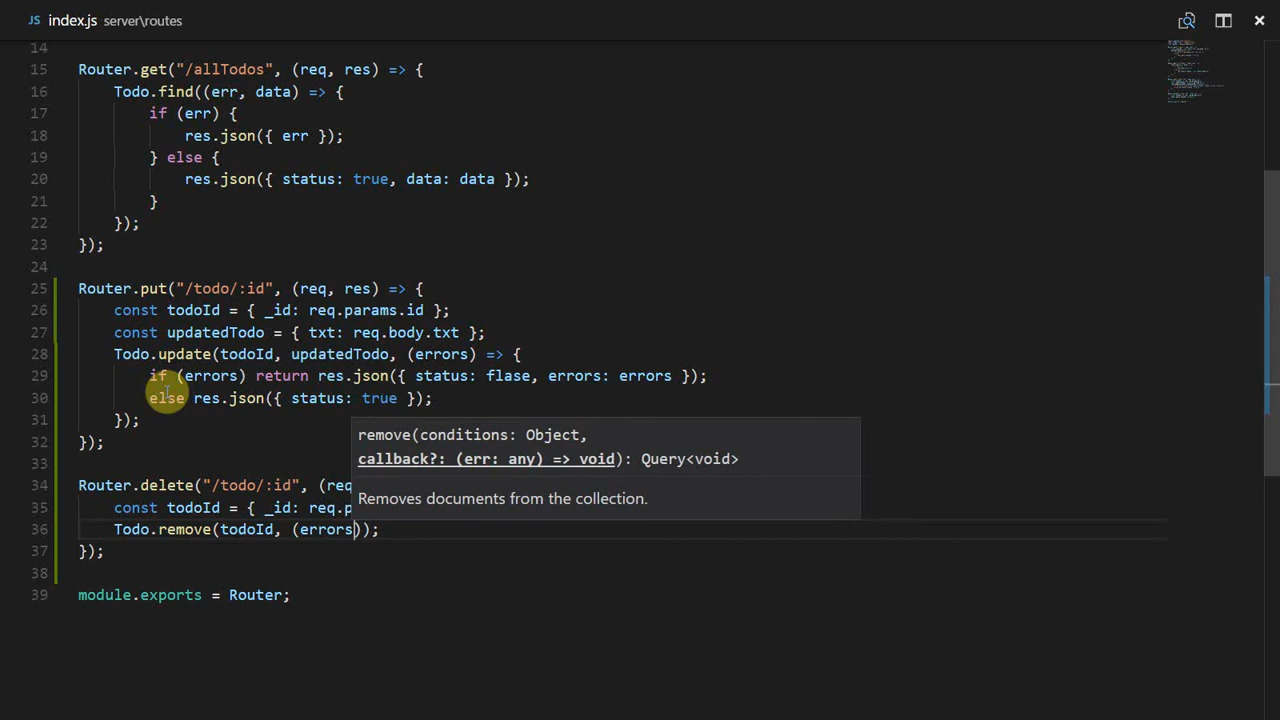 JS index.js server\routes
14
15 Router.get("/allTodos", (req, res) => {
16 Todo.find((err, data) => {
17 if (err) {
18 res.json({ err });
19 } else {
20 res.json({ status: true, data: data });
21 }
22 });
23 });
24
25 Router.put("/todo/:id", (req, res) => {
26 const todoId = { _id: req.params.id };
27 const updatedTodo = { txt: req.body.txt };
28 Todo.update(todoId, updatedTodo, (errors) => {
29 if (errors) return res.json({ status: flase, errors: errors });
30 else res.json({ status: true });
31 });
32 });
33
34 Router.delete("/todo/:id", (req
35 const todoId = { _id: req.p
36 Todo.remove(todoId, (errors));
37 });
38
39 module.exports = Router;
remove(conditions: Object,
callback?: (err: any) => void): Query<void>
Removes documents from the collection.